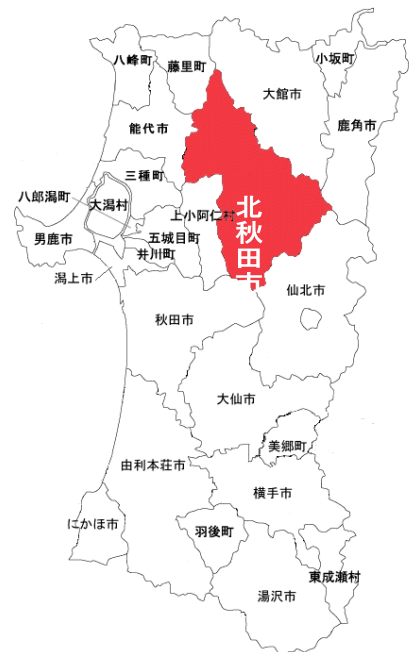 八峰町
藤里町
小坂町
大館市
鹿角市
能代市
三種町
八郎潟町
大潟村
上小阿仁村
北秋田市
男鹿市
五城目町
井川町
潟上市
仙北市
秋田市
大仙市
美郷町
由利本荘市
横手市
にかほ市
羽後町
東成瀬村
湯沢市